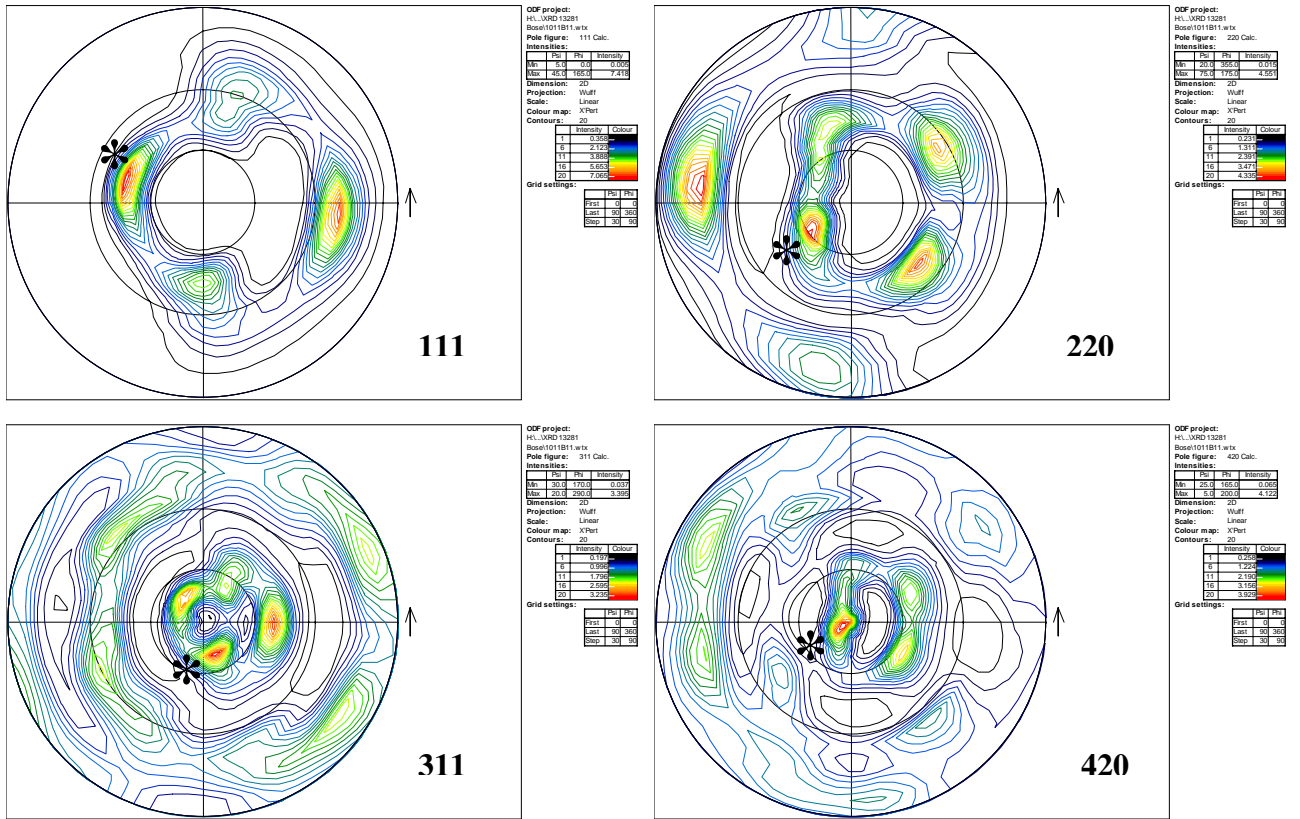 ODF project:
H:\...\XRD 13281
Bose\1011B11.wtx
Pole figure: 111 Calc.
Intensities:
Psi Phi Intensity
Min 5.0 0.0 0.005
Max 45.0 165.0 7.418
Dimension: 2D
Projection: Wulff
Scale: Linear
Colour map: X'Pert
Contours: 20
Intensity Colour
1 0.358
6 2.123
11 3.888
16 5.653
20 7.065
Grid settings:
Psi Phi
First 0 0
Last 90 360
Step 30 90
111
ODF project:
H:\...\XRD 13281
Bose\1011B11.wtx
Pole figure: 220 Calc.
Intensities:
Psi Phi Intensity
Min 20.0 355.0 0.015
Max 75.0 175.0 4.551
Dimension: 2D
Projection: Wulff
Scale: Linear
Colour map: X'Pert
Contours: 20
Intensity Colour
1 0.231
6 1.311
11 2.391
16 3.471
20 4.335
Grid settings:
Psi Phi
First 0 0
Last 90 360
Step 30 90
220
ODF project:
H:\...\XRD 13281
Bose\1011B11.wtx
Pole figure: 311 Calc.
Intensities:
Psi Phi Intensity
Min 30.0 170.0 0.037
Max 20.0 290.0 3.395
Dimension: 2D
Projection: Wulff
Scale: Linear
Colour map: X'Pert
Contours: 20
Intensity Colour
1 0.197
6 0.996
11 1.796
16 2.595
20 3.235
Grid settings:
Psi Phi
First 0 0
Last 90 360
Step 30 90
311
ODF project:
H:\...\XRD 13281
Bose\1011B11.wtx
Pole figure: 420 Calc.
Intensities:
Psi Phi Intensity
Min 25.0 165.0 0.065
Max 5.0 200.0 4.122
Dimension: 2D
Projection: Wulff
Scale: Linear
Colour map: X'Pert
Contours: 20
Intensity Colour
1 0.258
6 1.224
11 2.190
16 3.156
20 3.929
Grid settings:
Psi Phi
First 0 0
Last 90 360
Step 30 90
420